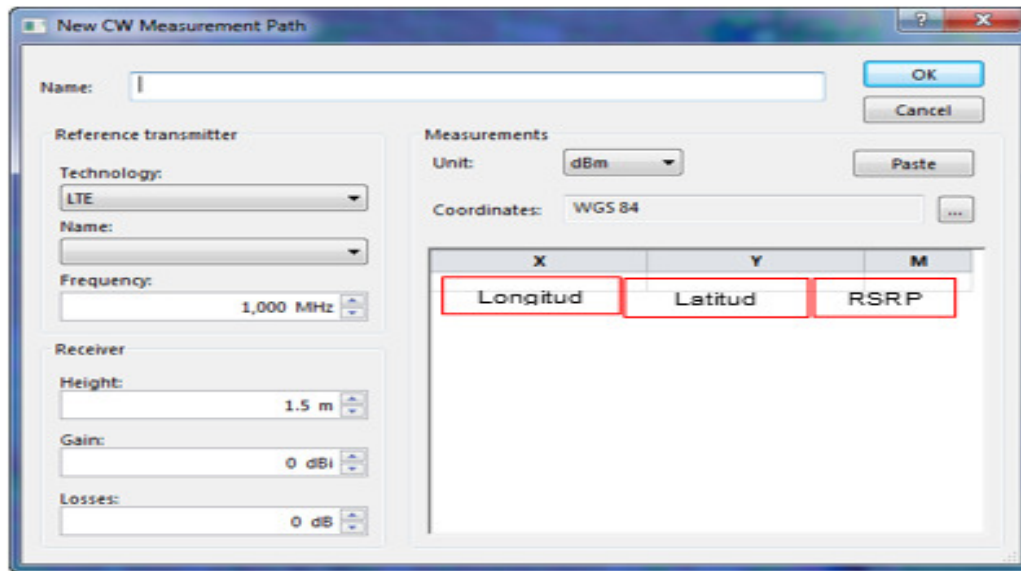 New CW Measurement Path
?
Name:
OK
Cancel
Reference transmitter
Technology:
LTE
Name:
Frequency:
1,000 MHz
Receiver
Height:
1.5 m
Gain:
0 dBi
Losses:
0 dB
Measurements
Unit:
dBm
Paste
Coordinates:
WGS 84
...
X Y M
Longitud Latitud RSRP